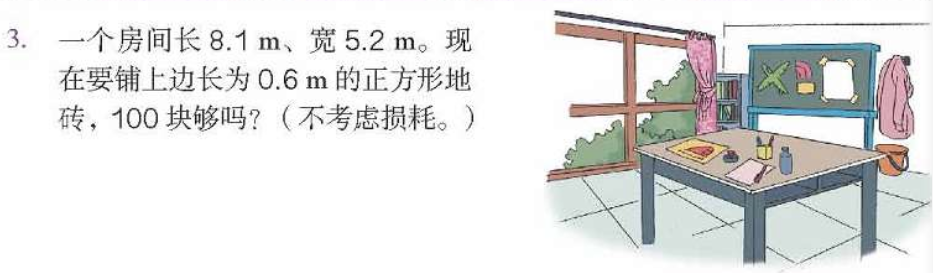 3. 一个房间长 8.1 m、宽 5.2 m。现
在要铺上边长为 0.6 m 的正方形地
砖，100 块够吗？（不考虑损耗。）